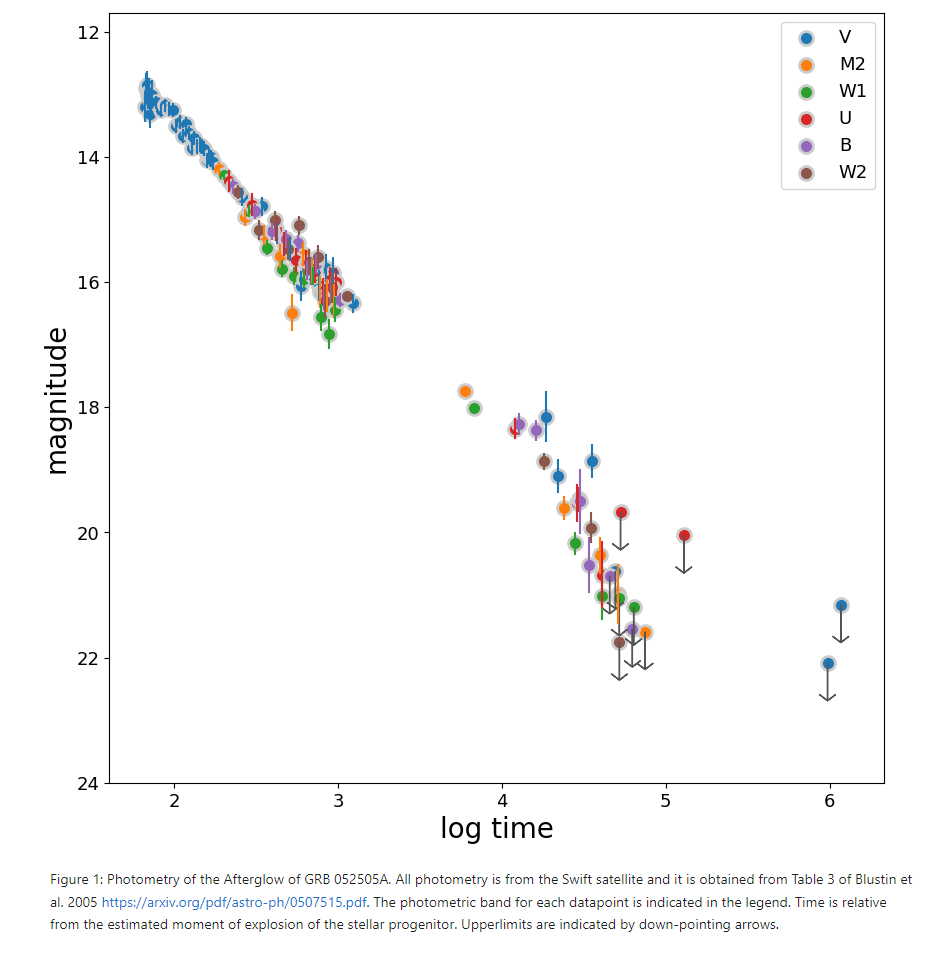 12
14
16
18
20
22
24
magnitude
V
M2
W1
U
B
W2
2
3
4
5
6
log time
Figure 1: Photometry of the Afterglow of GRB 052505A. All photometry is from the Swift satellite and it is obtained from Table 3 of Blustin et
al. 2005 https://arxiv.org/pdf/astro-ph/0507515.pdf. The photometric band for each datapoint is indicated in the legend. Time is relative
from the estimated moment of explosion of the stellar progenitor. Upperlimits are indicated by down-pointing arrows.